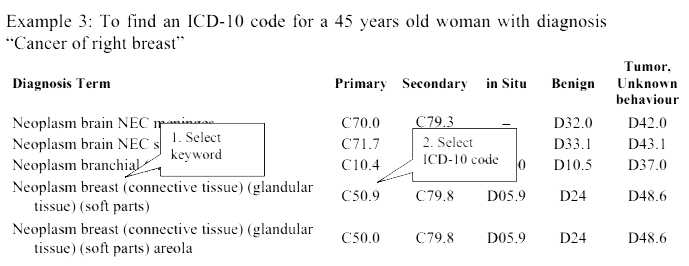 Example 3: To find an ICD-10 code for a 45 years old woman with diagnosis
“Cancer of right breast”
Diagnosis Term Primary Secondary in Situ Benign Tumor, Unknown behaviour
Neoplasm brain NEC C70.0 C79.3 – D32.0 D42.0
Neoplasm brain NEC s C71.7 D33.1 D43.1
Neoplasm branchial C10.4 0 D10.5 D37.0
1. Select
keyword
2. Select
ICD-10 code
Neoplasm breast (connective tissue) (glandular
tissue) (soft parts) C50.9 C79.8 D05.9 D24 D48.6
Neoplasm breast (connective tissue) (glandular
tissue) (soft parts) areola C50.0 C79.8 D05.9 D24 D48.6